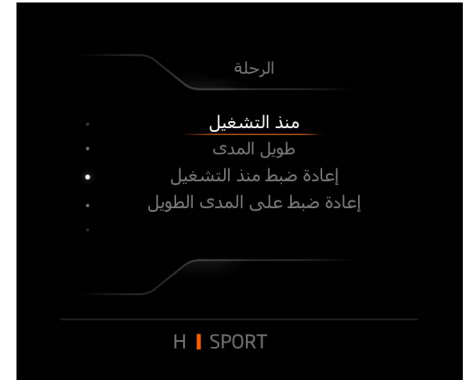 الرحلة
منذ التشغيل
طويل المدى
إعادة ضبط منذ التشغيل
إعادة ضبط على المدى الطويل
H SPORT